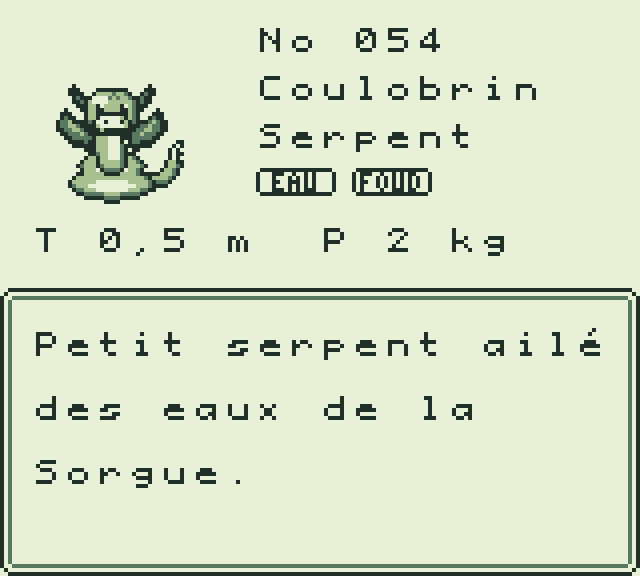 No 054
Coulobrin
Serpent
EAU FOUD
T 0,5 m P 2 kg
Petit serpent ailé
des eaux de la
Sorgue.